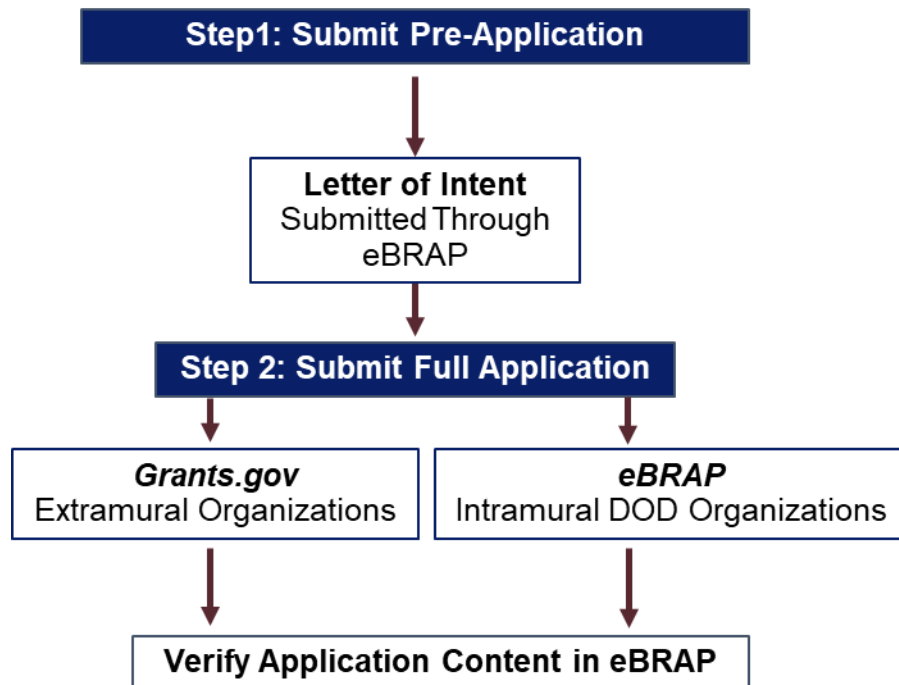 Step1: Submit Pre-Application
Letter of Intent
Submitted Through
eBRAP
Step 2: Submit Full Application
Grants.gov
Extramural Organizations
eBRAP
Intramural DOD Organizations
Verify Application Content in eBRAP